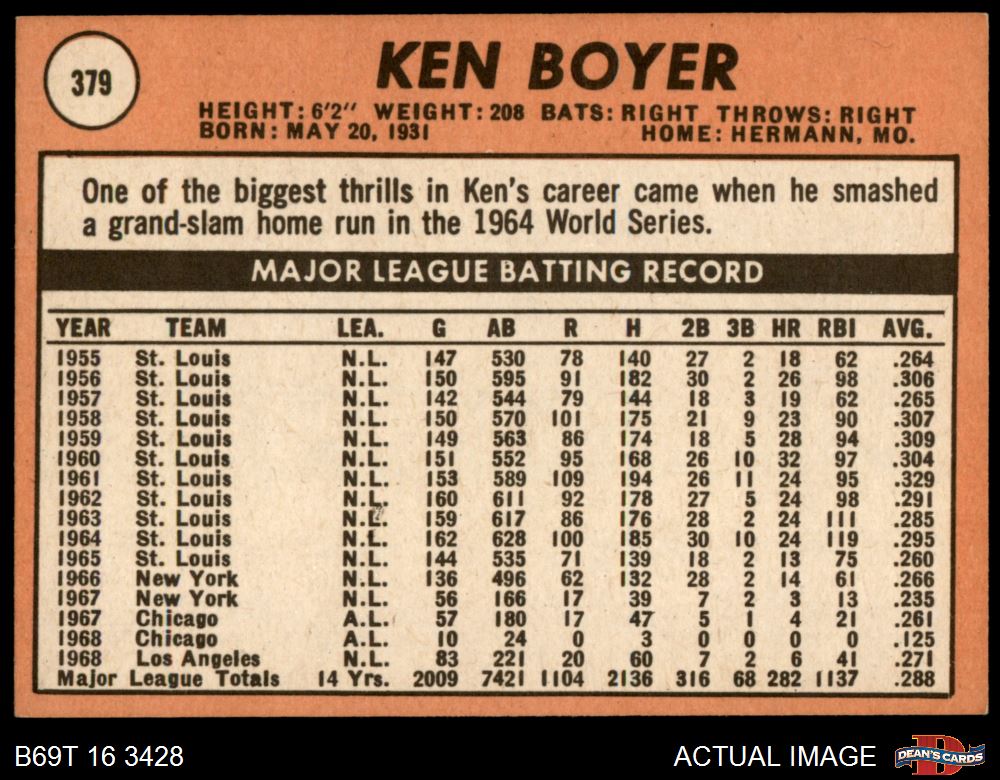 379
KEN BOYER
HEIGHT: 6'2" WEIGHT: 208 BATS: RIGHT THROWS: RIGHT
BORN: MAY 20, 1931 HOME: HERMANN, MO.
One of the biggest thrills in Ken's career came when he smashed
a grand-slam home run in the 1964 World Series.
MAJOR LEAGUE BATTING RECORD
YEAR TEAM LEA. G AB R H 2B 3B HR RBI AVG.
1955 St. Louis N.L. 147 530 78 140 27 2 18 62 .264
1956 St. Louis N.L. 150 595 91 182 30 2 26 98 .306
1957 St. Louis N.L. 142 544 79 144 18 3 19 62 .265
1958 St. Louis N.L. 150 570 101 175 21 9 23 90 .307
1959 St. Louis N.L. 149 563 86 174 18 5 28 94 .309
1960 St. Louis N.L. 151 552 95 168 26 10 32 97 .304
1961 St. Louis N.L. 153 589 109 194 26 11 24 95 .329
1962 St. Louis N.L. 160 611 92 178 27 5 24 98 .291
1963 St. Louis N.L. 159 617 86 176 28 2 24 111 .285
1964 St. Louis N.L. 162 628 100 185 30 10 24 119 .295
1965 St. Louis N.L. 144 535 71 139 18 2 13 75 .260
1966 New York N.L. 136 496 62 132 28 2 14 61 .266
1967 New York N.L. 56 166 17 39 7 2 3 13 .235
1967 Chicago A.L. 57 180 17 47 5 1 4 21 .261
1968 Chicago A.L. 10 24 0 3 0 0 0 0 .125
1968 Los Angeles N.L. 83 221 20 60 7 2 6 41 .271
Major League Totals 14 Yrs. 2009 7421 1104 2136 316 68 282 1137 .288
B69T 16 3428 ACTUAL IMAGE DEAN'S CARDS